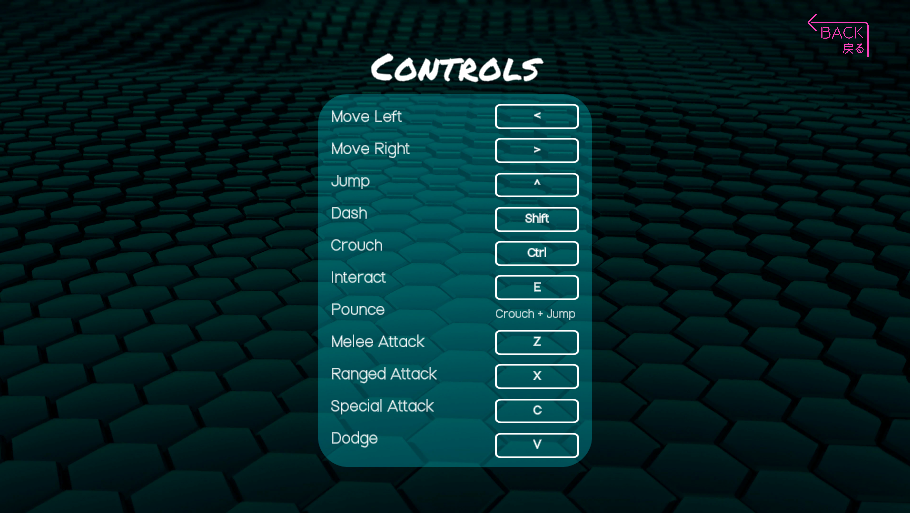 BACK
戻る
CONTROLS
Move Left <
Move Right >
Jump ^
Dash Shift
Crouch Ctrl
Interact E
Pounce Crouch + Jump
Melee Attack Z
Ranged Attack X
Special Attack C
Dodge V